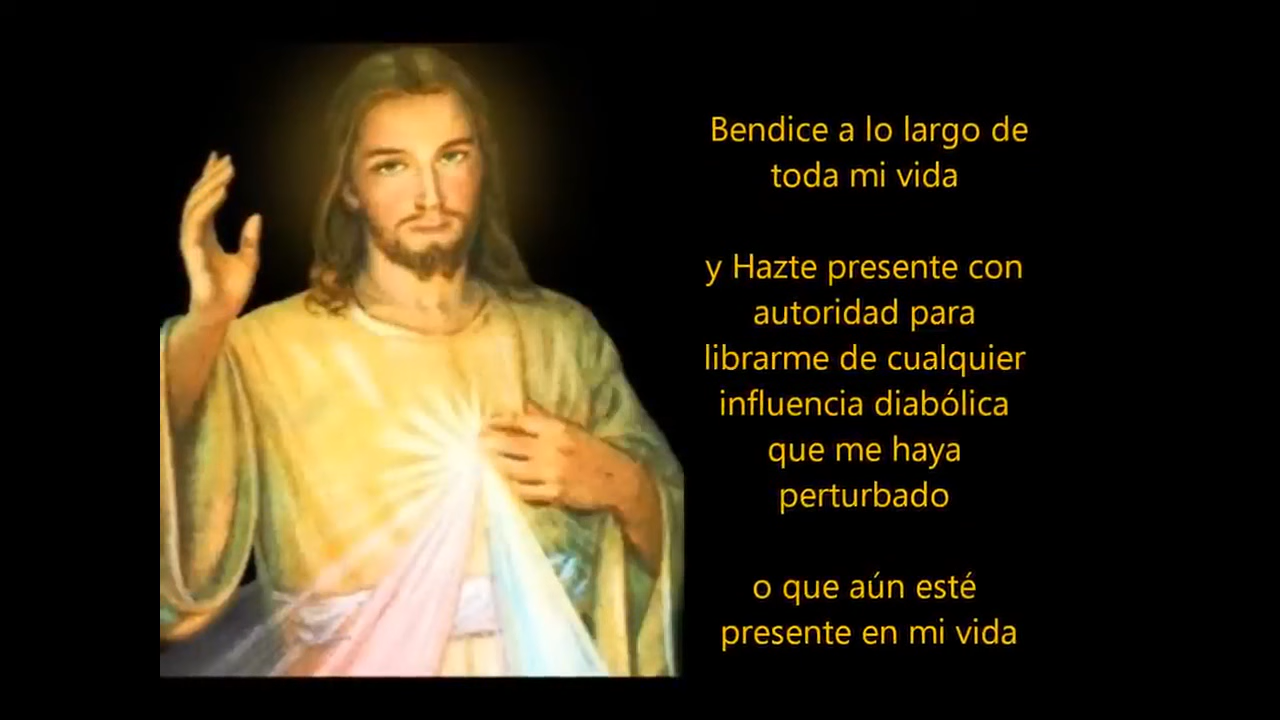 Bendice a lo largo de
toda mi vida
y Hazte presente con
autoridad para
librarme de cualquier
influencia diabólica
que me haya
perturbado
o que aún esté
presente en mi vida